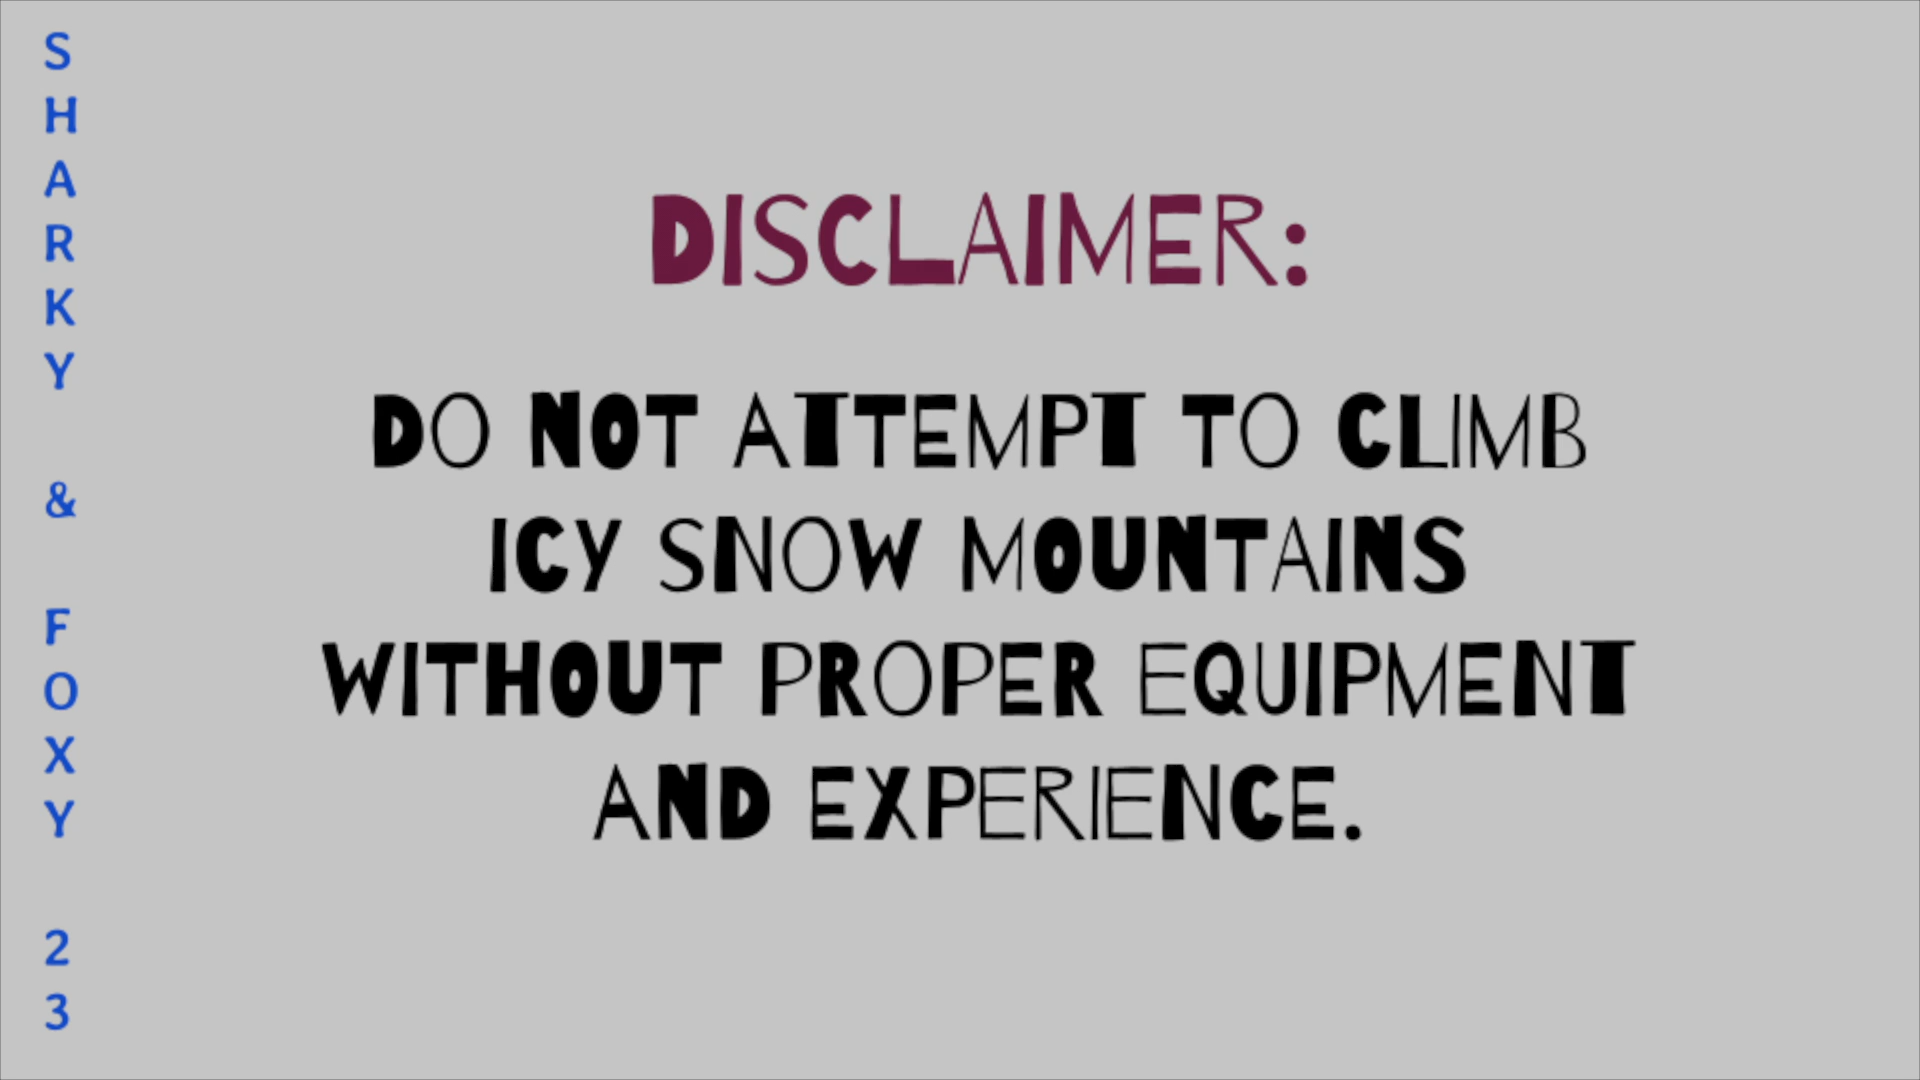 SHARKY & FOXY 23
DISCLAIMER:
DO NOT ATTEMPT TO CLIMB
ICY SNOW MOUNTAINS
WITHOUT PROPER EQUIPMENT
AND EXPERIENCE.